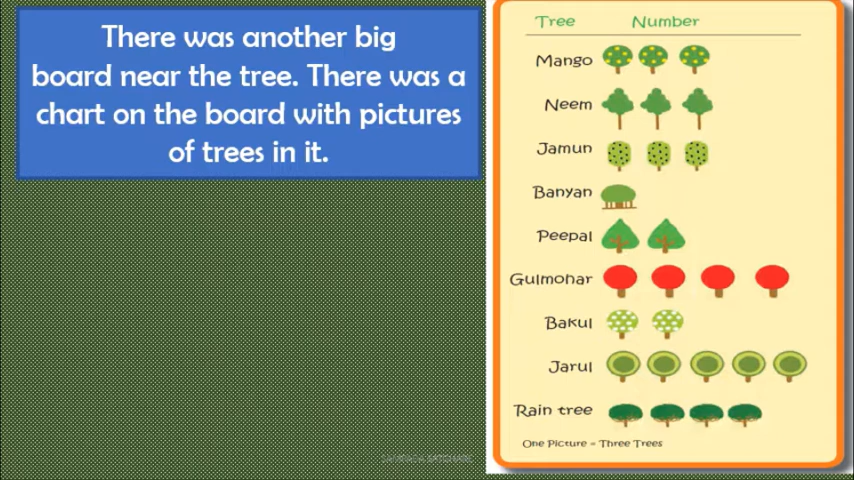 There was another big
board near the tree. There was a
chart on the board with pictures
of trees in it.
Tree Number
Mango
Neem
Jamun
Banyan
Peepal
Gulmohar
Bakul
Jarul
Rain tree
One Picture = Three Trees